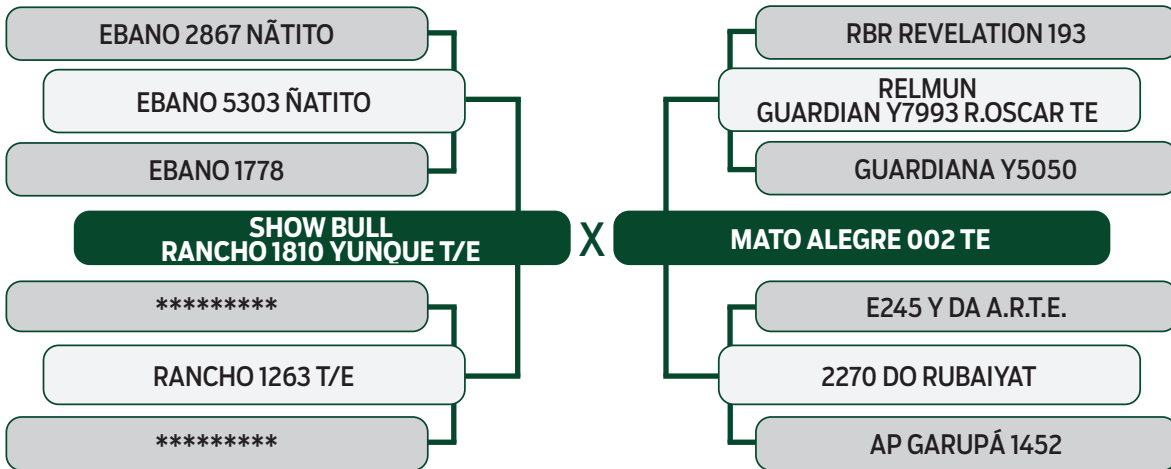 EBANO 2867 NÃTITO
EBANO 5303 ÑATITO
EBANO 1778
SHOW BULL
RANCHO 1810 YUNQUE T/E
*********
RANCHO 1263 T/E
*********
X
RBR REVELATION 193
RELMUN
GUARDIAN Y7993 R.OSCAR TE
GUARDIANA Y5050
MATO ALEGRE 002 TE
E245 Y DA A.R.T.E.
2270 DO RUBAIYAT
AP GARUPÁ 1452